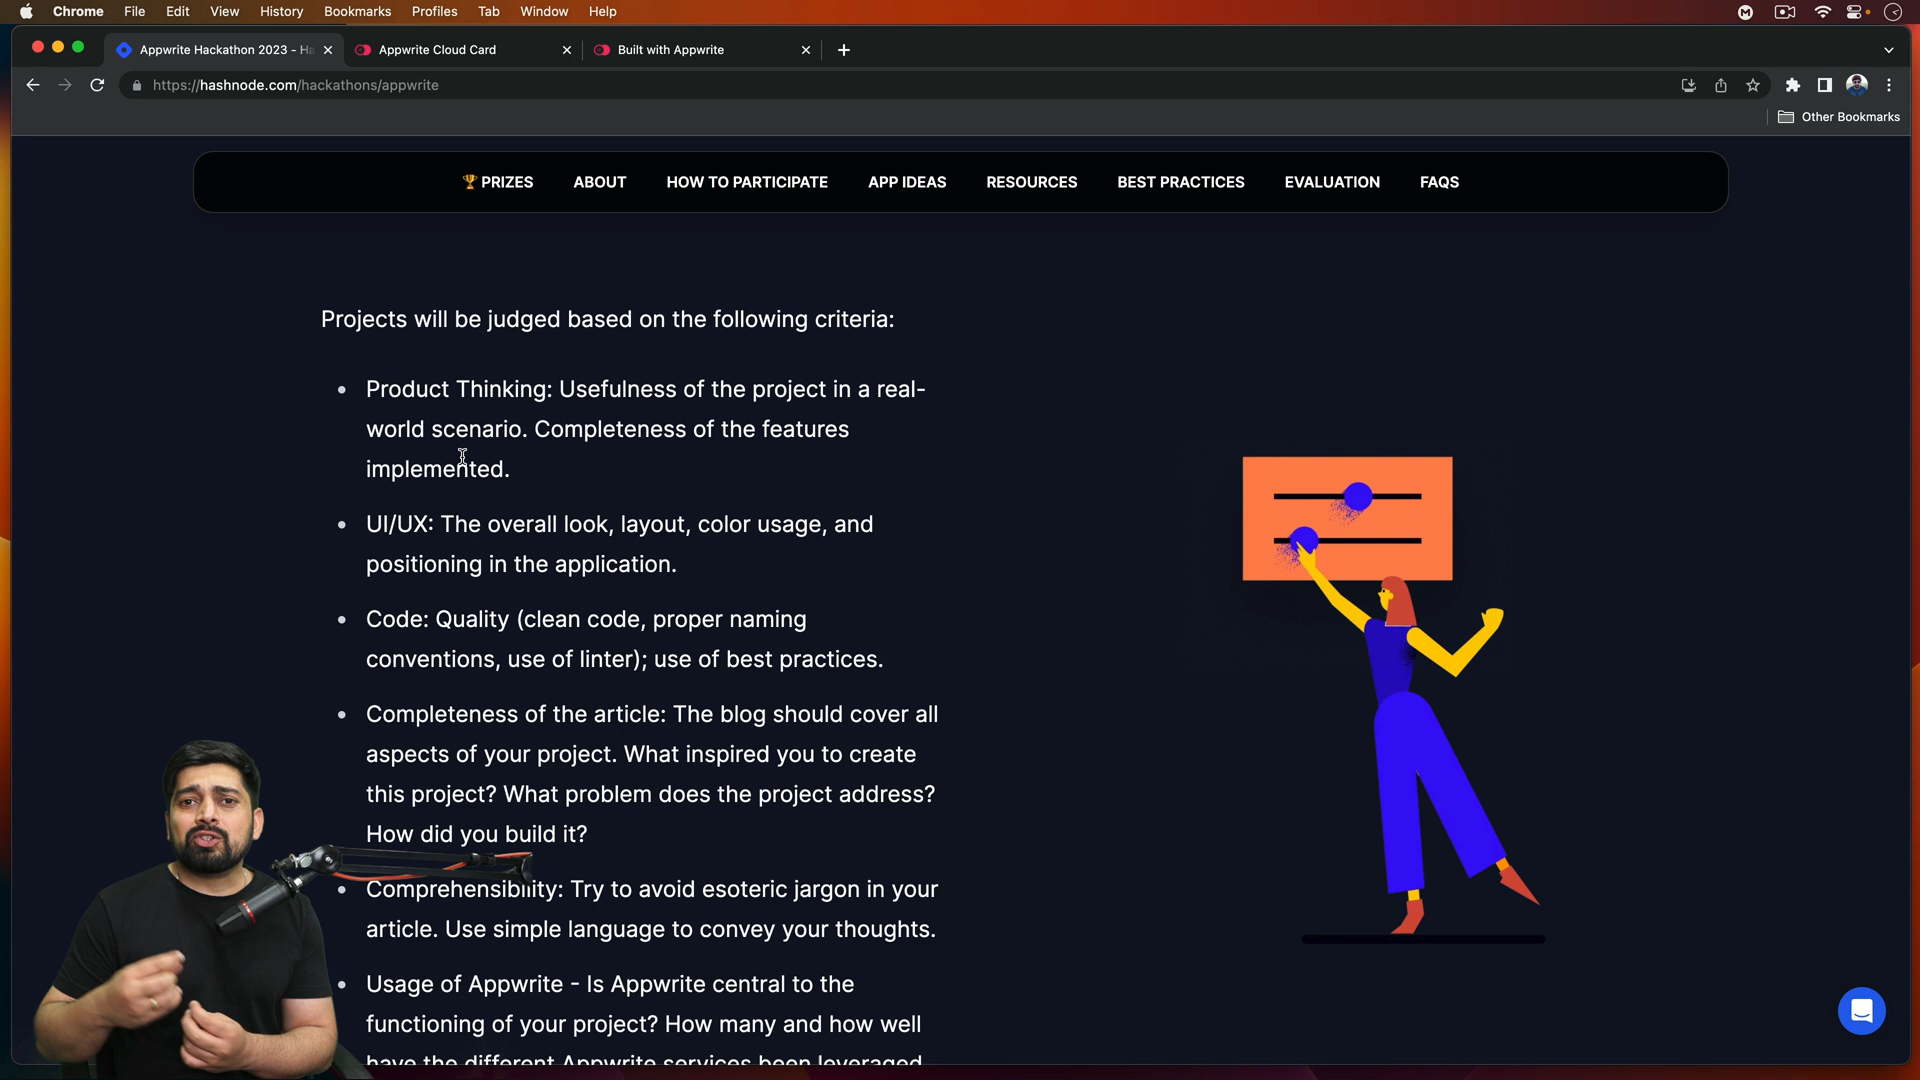 Chrome File Edit View History Bookmarks Profiles Tab Window Help
Appwrite Hackathon 2023 - Ha
Appwrite Cloud Card
Built with Appwrite
https://hashnode.com/hackathons/appwrite
Other Bookmarks
🏆 PRIZES ABOUT HOW TO PARTICIPATE APP IDEAS RESOURCES BEST PRACTICES EVALUATION FAQS
Projects will be judged based on the following criteria:
• Product Thinking: Usefulness of the project in a real-
world scenario. Completeness of the features
implemented.
• UI/UX: The overall look, layout, color usage, and
positioning in the application.
• Code: Quality (clean code, proper naming
conventions, use of linter); use of best practices.
• Completeness of the article: The blog should cover all
aspects of your project. What inspired you to create
this project? What problem does the project address?
How did you build it?
• Comprehensibility: Try to avoid esoteric jargon in your
article. Use simple language to convey your thoughts.
• Usage of Appwrite - Is Appwrite central to the
functioning of your project? How many and how well
have the different Appwrite services been leveraged